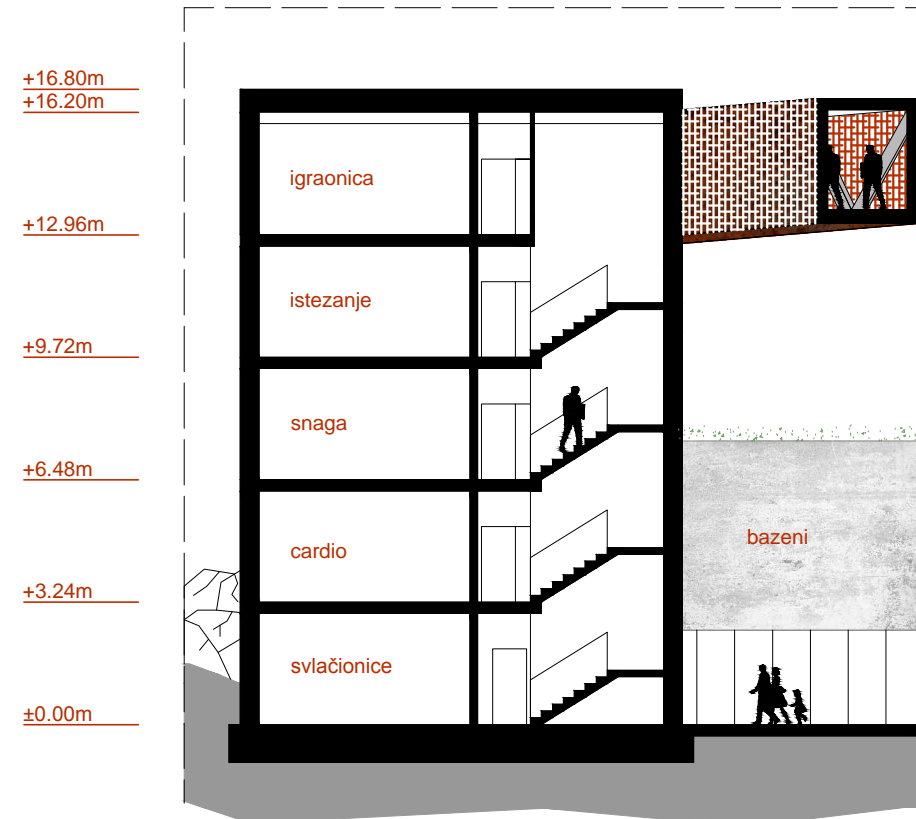 +16.80m
+16.20m
igraonica
+12.96m
istezanje
+9.72m
snaga
+6.48m
bazeni
cardio
+3.24m
svlačionice
±0.00m